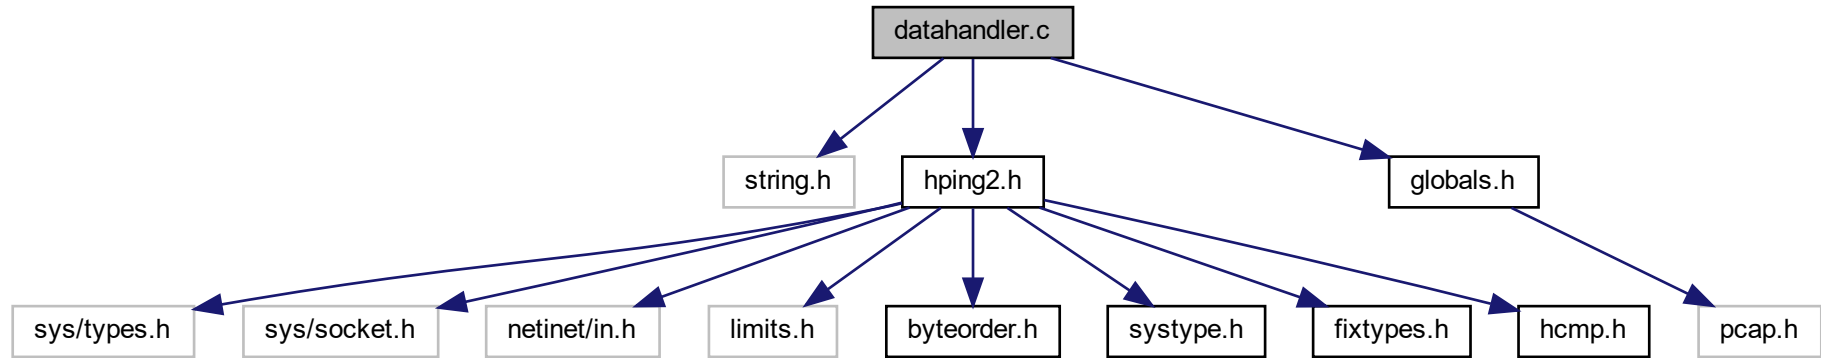 datahandler.c
string.h
hping2.h
globals.h
sys/types.h
sys/socket.h
netinet/in.h
limits.h
byteorder.h
systype.h
fixtypes.h
hcmp.h
pcap.h